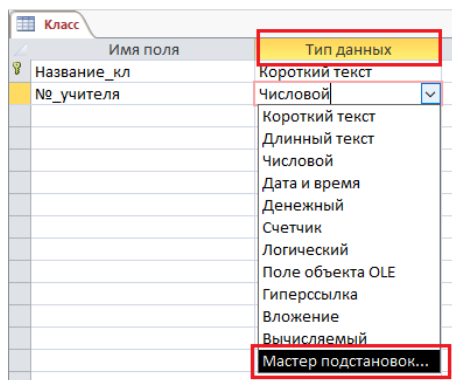 Класс
Имя поля Тип данных
Название_кл Короткий текст
№_учителя Числовой
Короткий текст
Длинный текст
Числовой
Дата и время
Денежный
Счетчик
Логический
Поле объекта OLE
Гиперссылка
Вложение
Вычисляемый
Мастер подстановок...